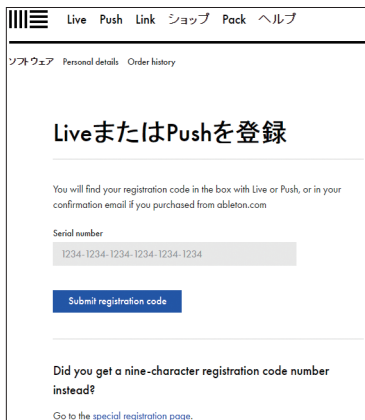 Live Push Link ショップ Pack ヘルプ
ソフトウェア Personal details Order history
LiveまたはPushを登録
You will find your registration code in the box with Live or Push, or in your
confirmation email if you purchased from ableton.com
Serial number
1234-1234-1234-1234-1234-1234
Submit registration code
Did you get a nine-character registration code number
instead?
Go to the special registration page.